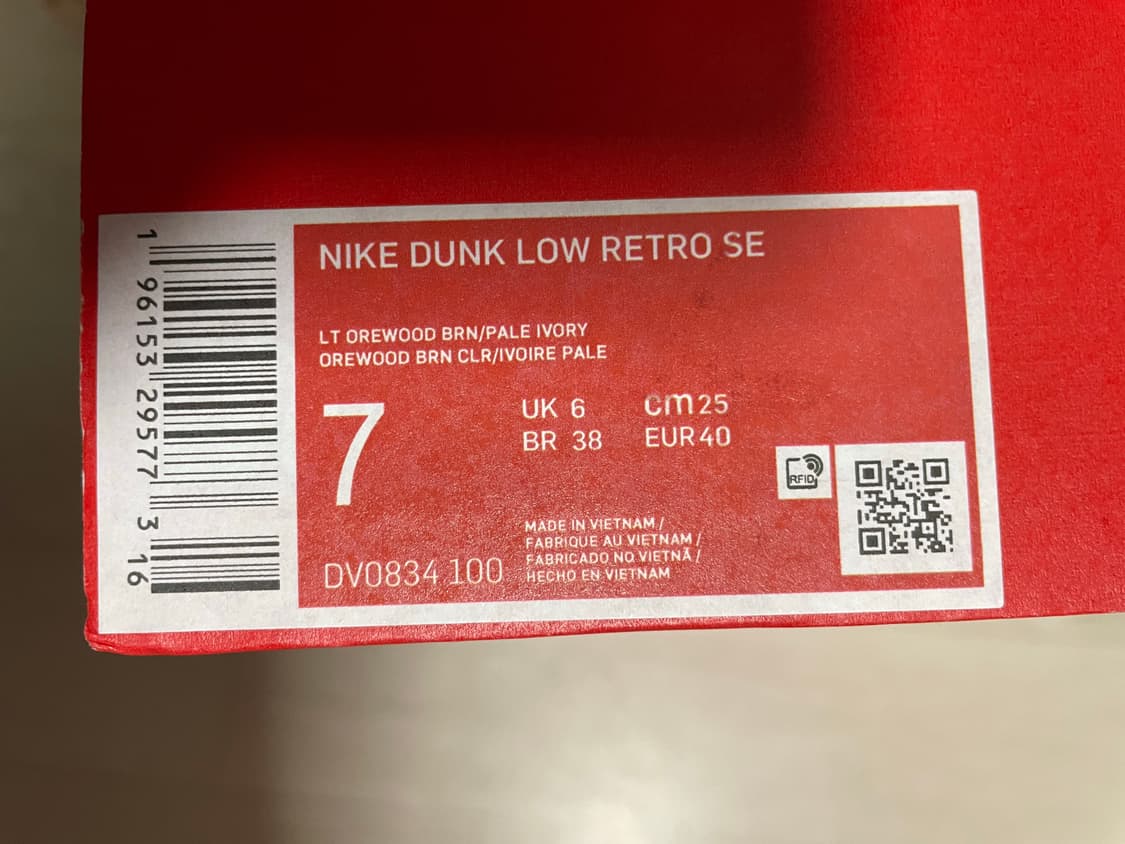 1 96153 29577 3 16
NIKE DUNK LOW RETRO SE
LT OREWOOD BRN/PALE IVORY
OREWOOD BRN CLR/IVOIRE PALE
7
UK 6 cm 25
BR 38 EUR 40
RFID
MADE IN VIETNAM /
FABRIQUE AU VIETNAM /
FABRICADO NO VIETNÃ /
HECHO EN VIETNAM
DV0834 100